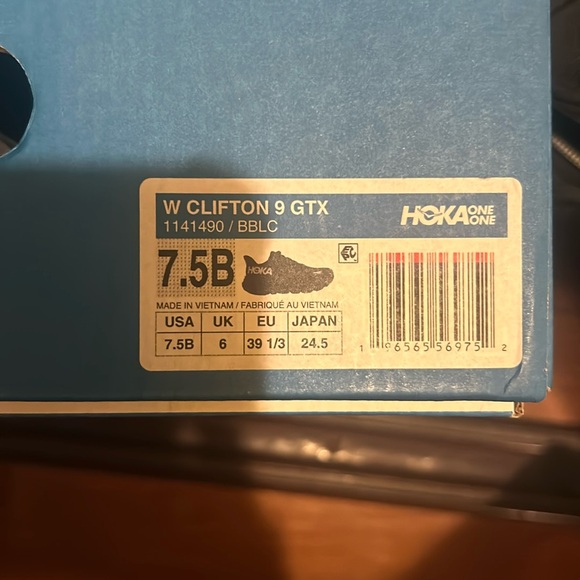 W CLIFTON 9 GTX
HOKA ONE ONE
1141490 / BBLC
7.5B
HOKA
MADE IN VIETNAM / FABRIQUÉ AU VIETNAM
USA UK EU JAPAN
7.5B 6 39 1/3 24.5
1 96565 56975 2